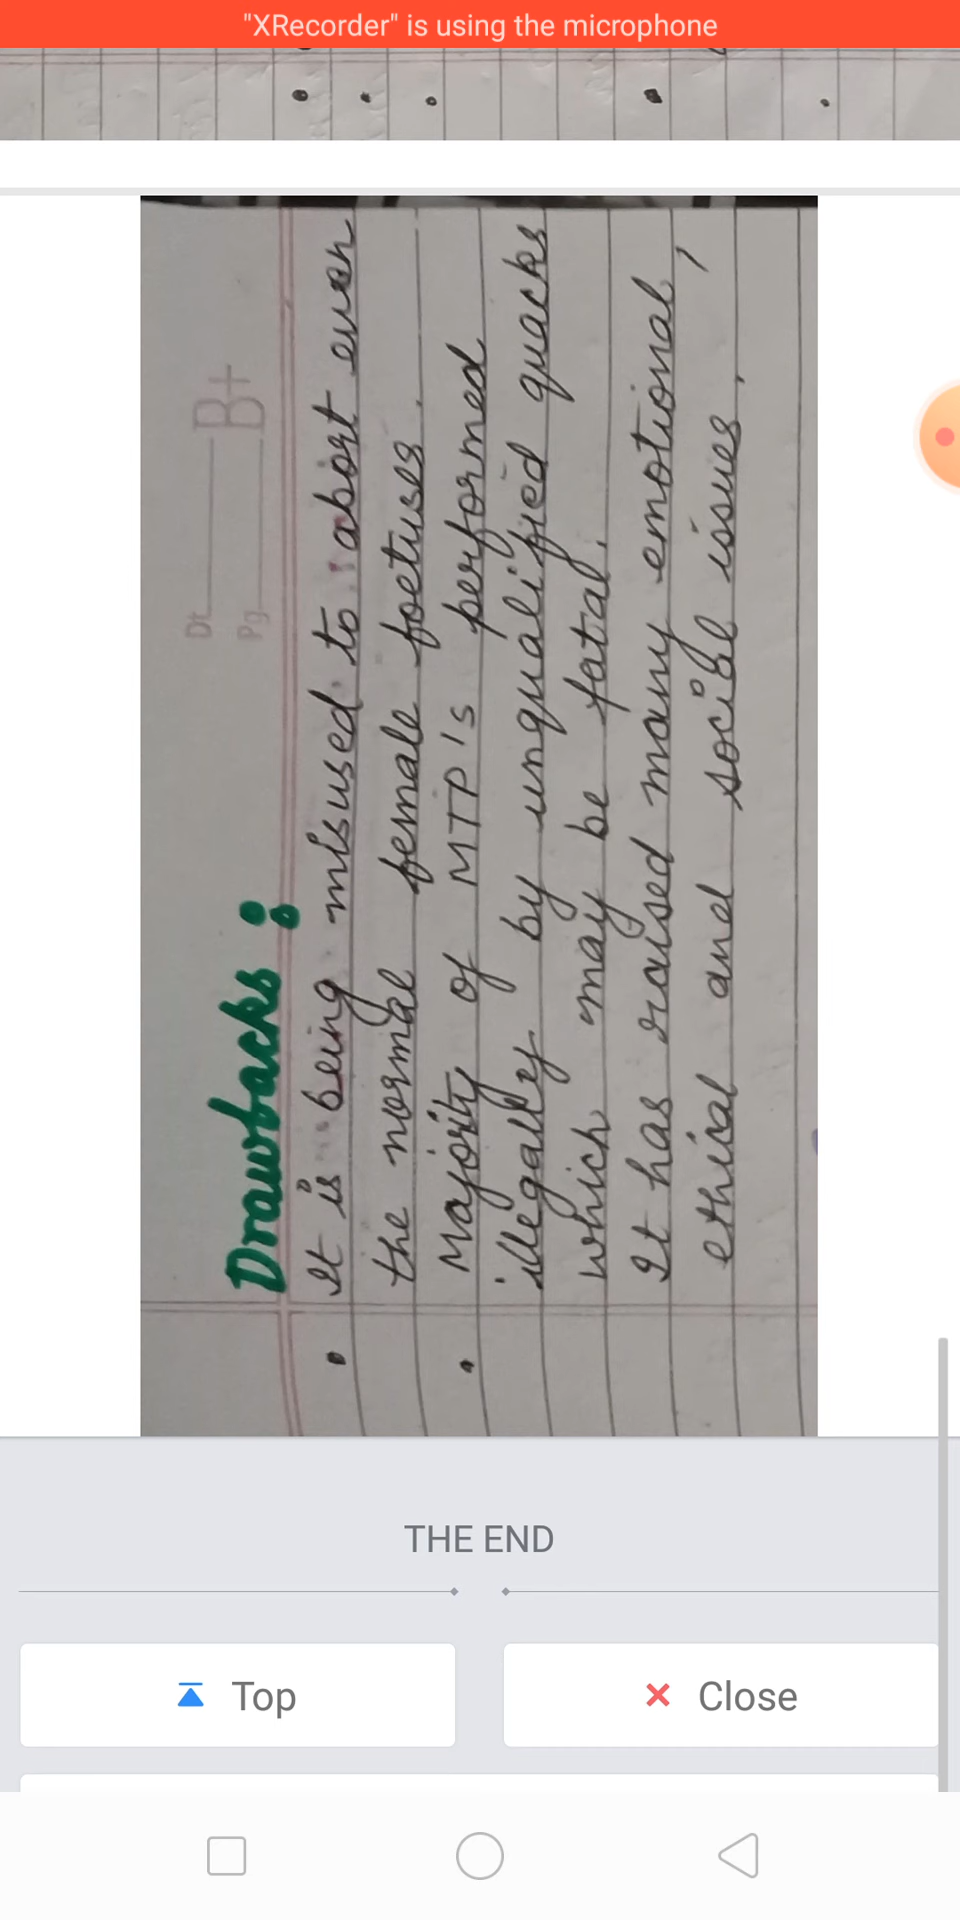 "XRecorder" is using the microphone
Dt
Pg
B+
Drawbacks :
• It is being misused to abort even
the normal female foetuses.
• Majority of MTP's performed
illegally by unqualified quacks
which may be fatal.
It has raised many emotional,
ethical and social issues.
THE END
Top
Close